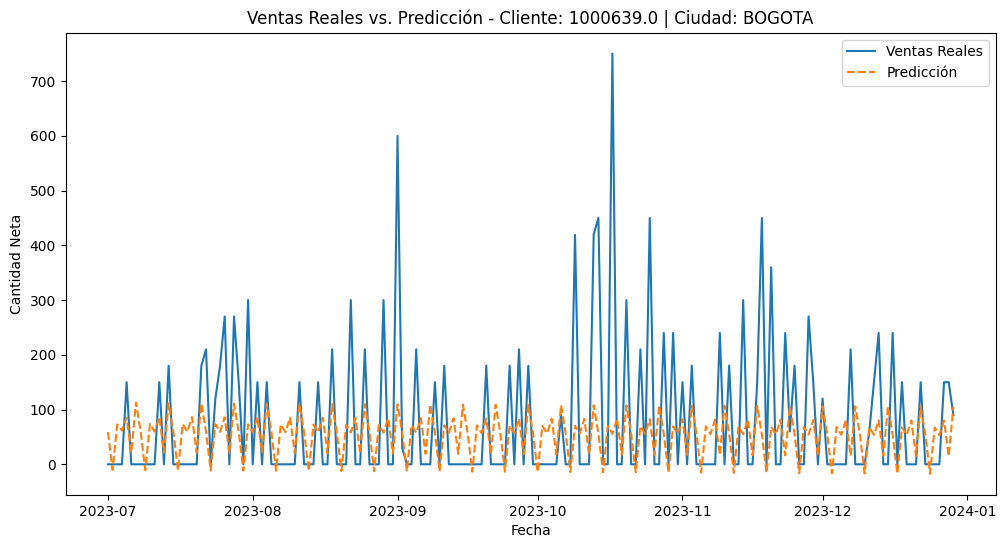 Ventas Reales vs. Predicción - Cliente: 1000639.0 | Ciudad: BOGOTA
Ventas Reales
Predicción
700
600
500
400
300
200
100
0
Cantidad Neta
2023-07 2023-08 2023-09 2023-10 2023-11 2023-12 2024-01
Fecha